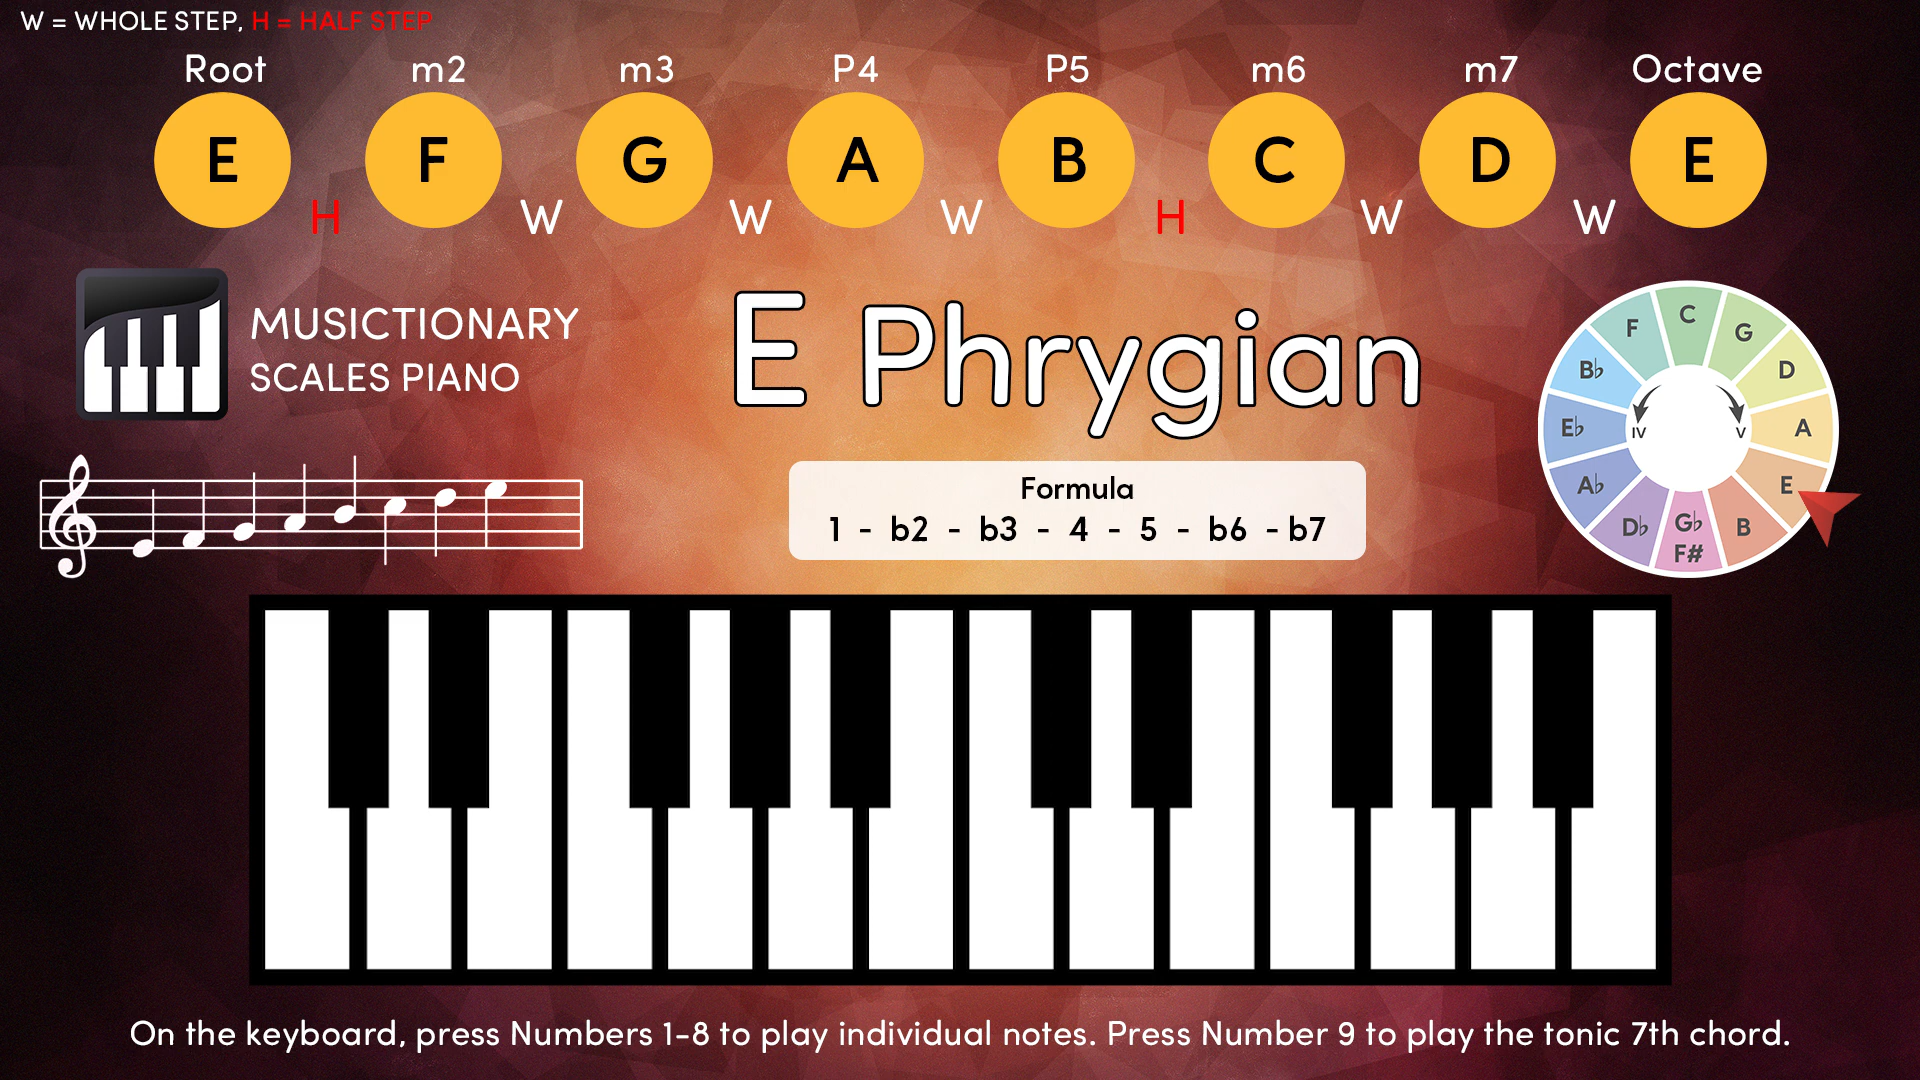 W = WHOLE STEP, H = HALF STEP
Root m2 m3 P4 P5 m6 m7 Octave
E F G A B C D E
H W W W H W W
MUSICTIONARY
SCALES PIANO
E Phrygian
Formula
1 - b2 - b3 - 4 - 5 - b6 - b7
C
G
D
A
E
B
G♭
F#
D♭
A♭
E♭
B♭
F
IV V
On the keyboard, press Numbers 1-8 to play individual notes. Press Number 9 to play the tonic 7th chord.